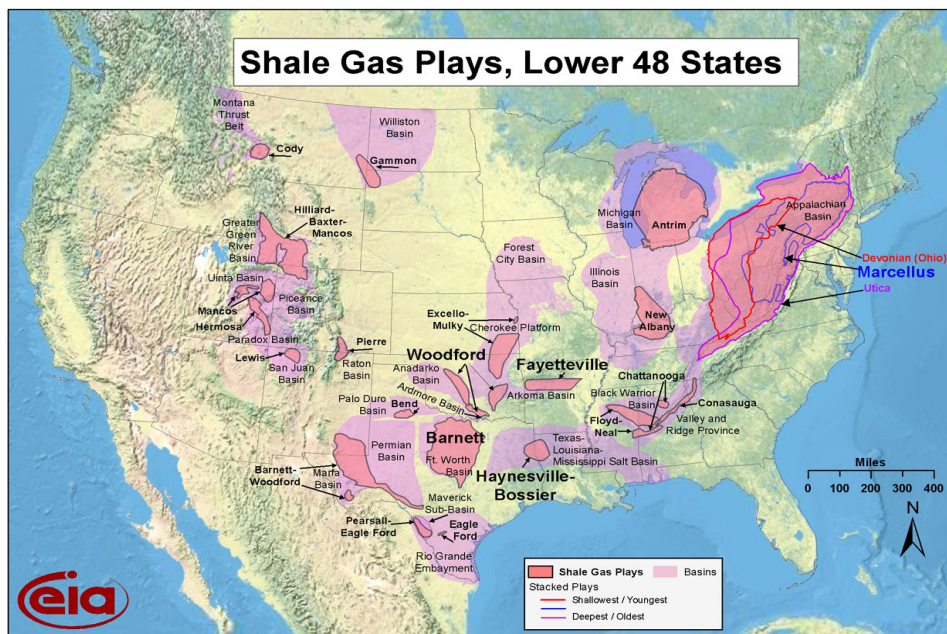 Shale Gas Plays, Lower 48 States
Montana
Thrust
Belt
Cody
Williston
Basin
Gammon
Hilliard-
Baxter-
Mancos
Greater
Green
River
Basin
Uinta Basin
Mancos
Piceance
Basin
Hermosa
Paradox Basin
Lewis
San Juan
Basin
Pierre
Raton
Basin
Forest
City Basin
Excello-
Mulky
Cherokee Platform
Woodford
Anadarko
Basin
Ardmore Basin
Palo Duro
Basin
Bend
Fayetteville
Arkoma Basin
Michigan
Basin
Antrim
Illinois
Basin
New
Albany
Appalachian
Basin
Devonian (Ohio)
Marcellus
Utica
Chattanooga
Black Warrior
Basin
Conasauga
Floyd-
Neal
Valley and
Ridge Province
Barnett
Ft. Worth
Basin
Permian
Basin
Barnett-
Woodford
Marfa
Basin
Haynesville-
Bossier
Texas-
Louisiana-
Mississippi Salt Basin
Maverick
Sub-Basin
Pearsall-
Eagle Ford
Eagle
Ford
Rio Grande
Embayment
Miles
0 100 200 300 400
N
Shale Gas Plays
Basins
Stacked Plays
Shallowest / Youngest
Deepest / Oldest
eia